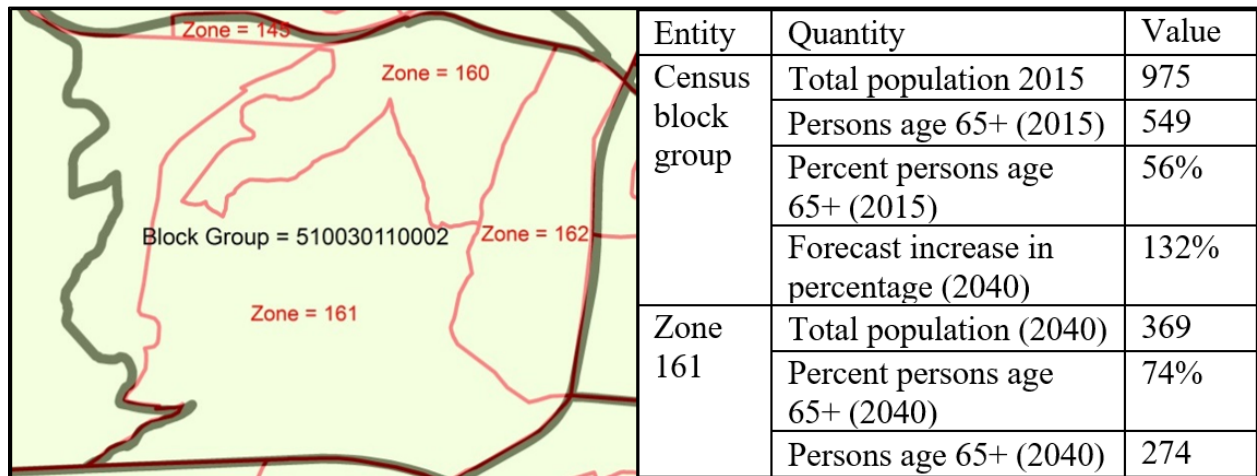 Zone = 145
Zone = 160
Block Group = 510030110002
Zone = 162
Zone = 161
Entity Quantity Value
Census block group Total population 2015 975
Persons age 65+ (2015) 549
Percent persons age
65+ (2015) 56%
Forecast increase in
percentage (2040) 132%
Zone 161 Total population (2040) 369
Percent persons age
65+ (2040) 74%
Persons age 65+ (2040) 274